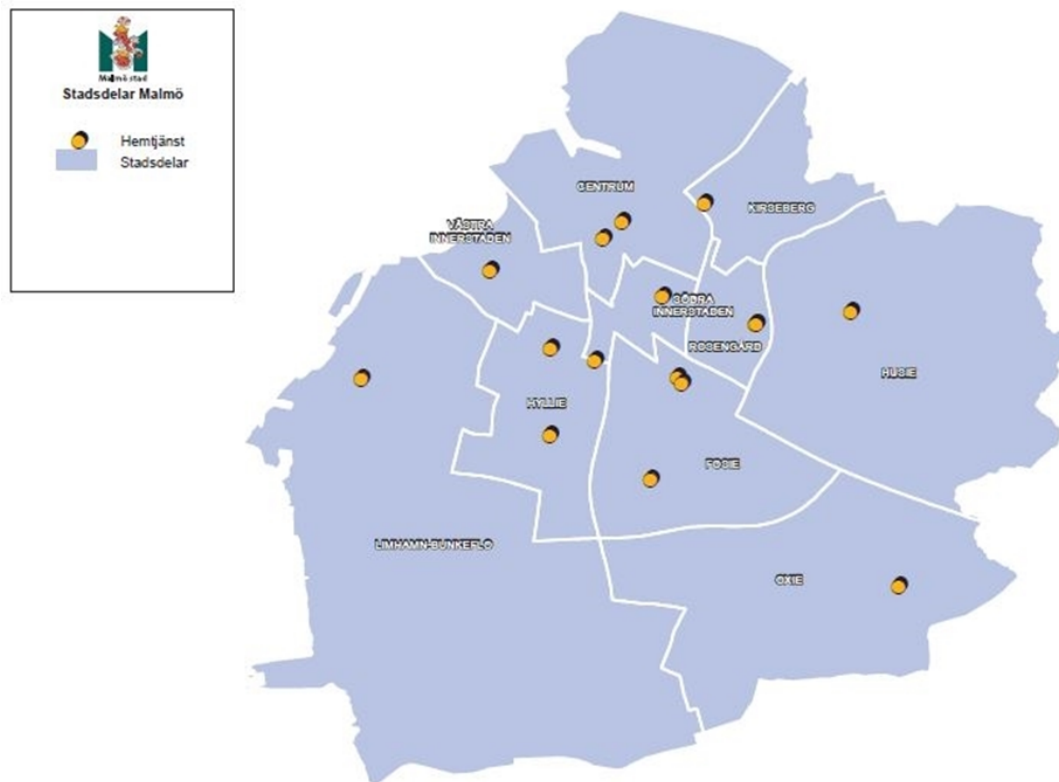 Malmö stad
Stadsdelar Malmö
Hemtjänst
Stadsdelar
CENTRUM
KIRSEBERG
VÄSTRA
INNERSTADEN
SÖDRA
INNERSTADEN
ROSENGÅRD
HUSIE
HYLLIE
FOSIE
LIMHAMN-BUNKEFLO
OXIE